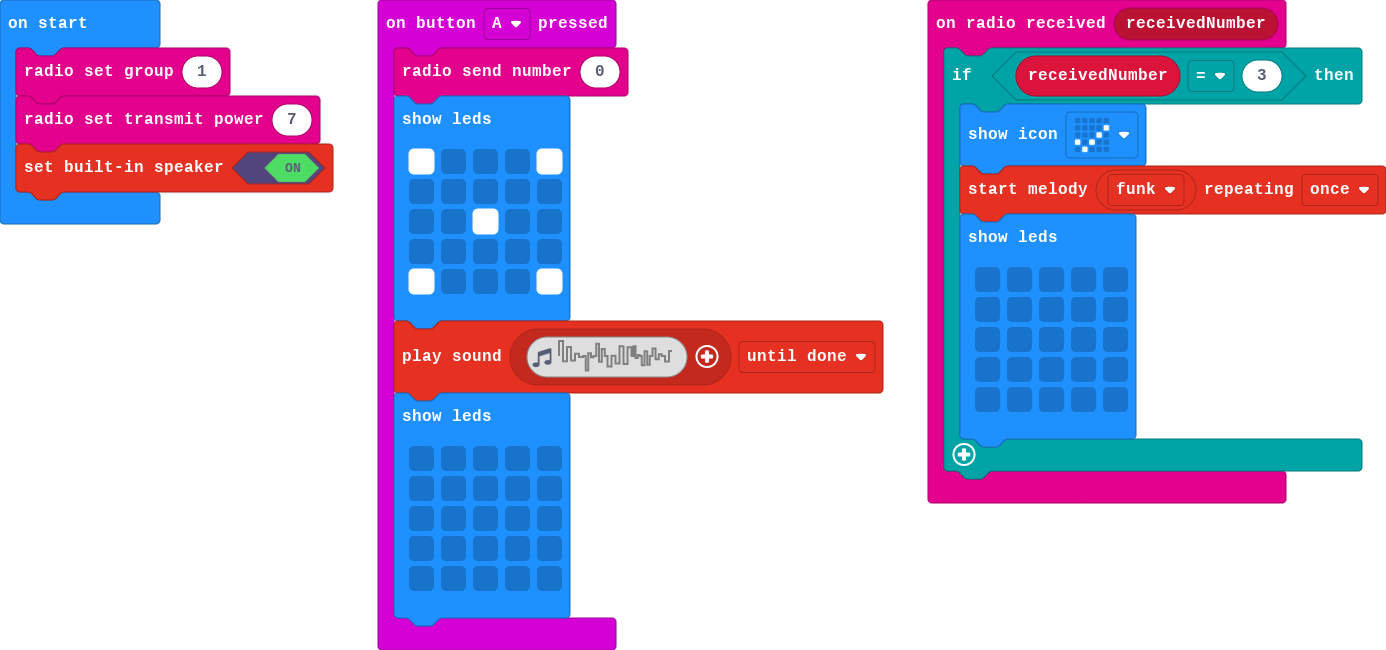 on start
radio set group 1
radio set transmit power 7
set built-in speaker ON
on button A pressed
radio send number 0
show leds
play sound until done
show leds
on radio received receivedNumber
if receivedNumber = 3 then
show icon
start melody funk repeating once
show leds